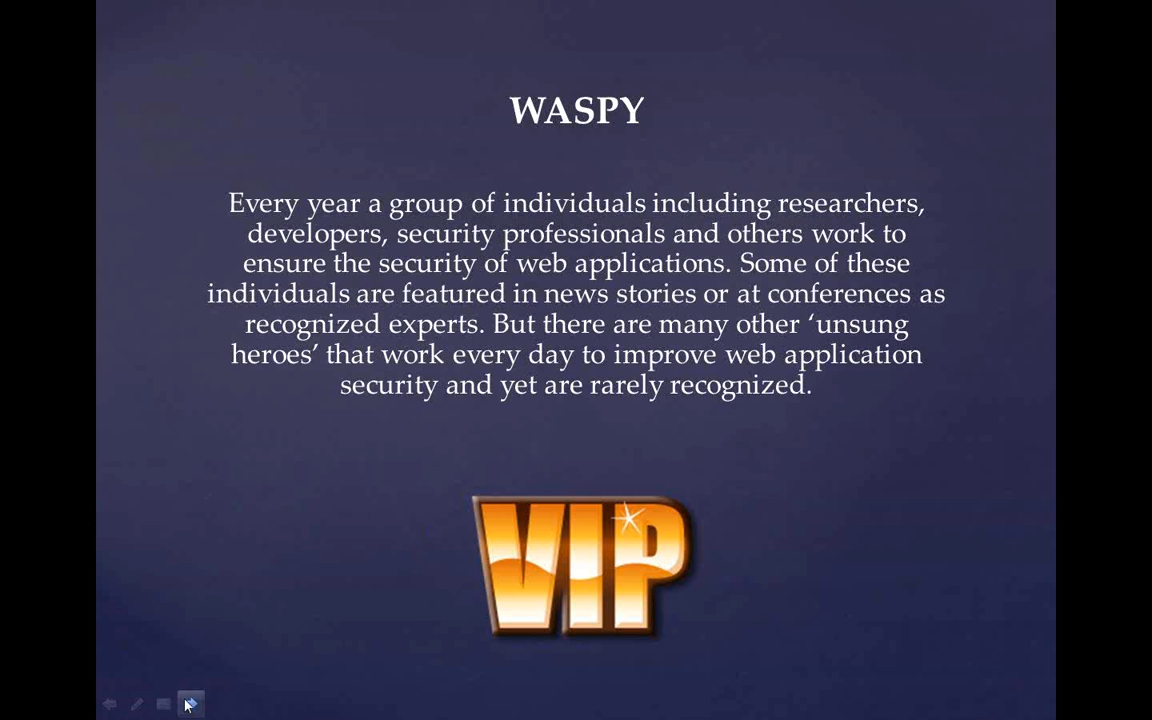 WASPY
Every year a group of individuals including researchers,
developers, security professionals and others work to
ensure the security of web applications. Some of these
individuals are featured in news stories or at conferences as
recognized experts. But there are many other ‘unsung
heroes’ that work every day to improve web application
security and yet are rarely recognized.
VIP